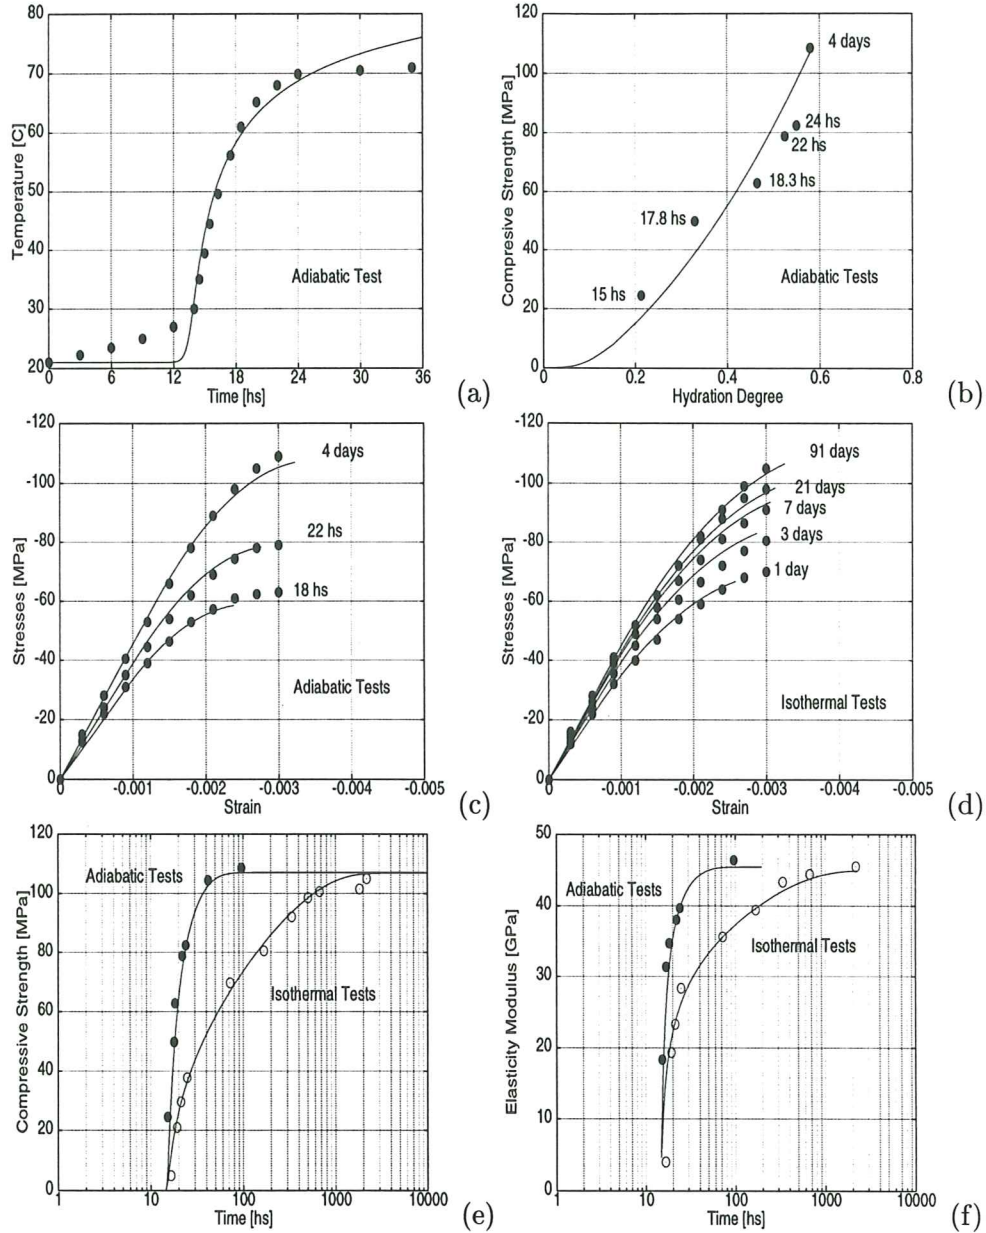 80
70
60
50
40
30
20
Temperature [C]
Adiabatic Test
0 6 12 18 24 30 36
Time [hs]
(a)
120
100
80
60
40
20
0
Compresive Strength [MPa]
4 days
24 hs
22 hs
18.3 hs
17.8 hs
15 hs
Adiabatic Tests
0 0.2 0.4 0.6 0.8
Hydration Degree
(b)
-120
-100
-80
-60
-40
-20
0
Stresses [MPa]
4 days
22 hs
18 hs
Adiabatic Tests
0 -0.001 -0.002 -0.003 -0.004 -0.005
Strain
(c)
-120
-100
-80
-60
-40
-20
0
Stresses [MPa]
91 days
21 days
7 days
3 days
1 day
Isothermal Tests
0 -0.001 -0.002 -0.003 -0.004 -0.005
Strain
(d)
120
100
80
60
40
20
0
Compressive Strength [MPa]
Adiabatic Tests
Isothermal Tests
1 10 100 1000 10000
Time [hs]
(e)
50
40
30
20
10
0
Elasticity Modulus [GPa]
Adiabatic Tests
Isothermal Tests
1 10 100 1000 10000
Time [hs]
(f)